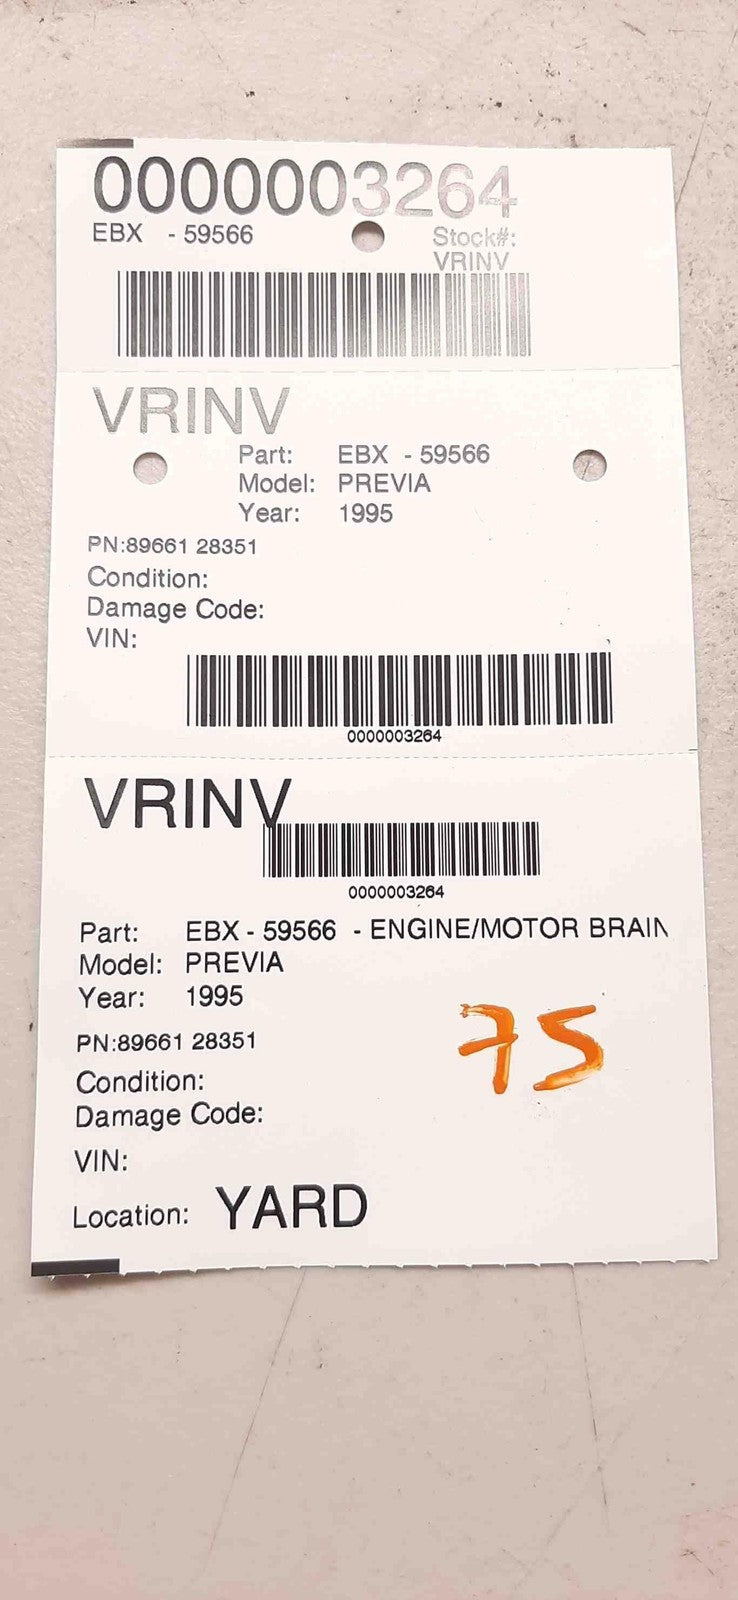 0000003264
EBX - 59566
Stock#:
VRINV
VRINV
Part: EBX - 59566
Model: PREVIA
Year: 1995
PN:89661 28351
Condition:
Damage Code:
VIN:
0000003264
VRINV
0000003264
Part: EBX - 59566 - ENGINE/MOTOR BRAIN
Model: PREVIA
Year: 1995
75
PN:89661 28351
Condition:
Damage Code:
VIN:
Location: YARD